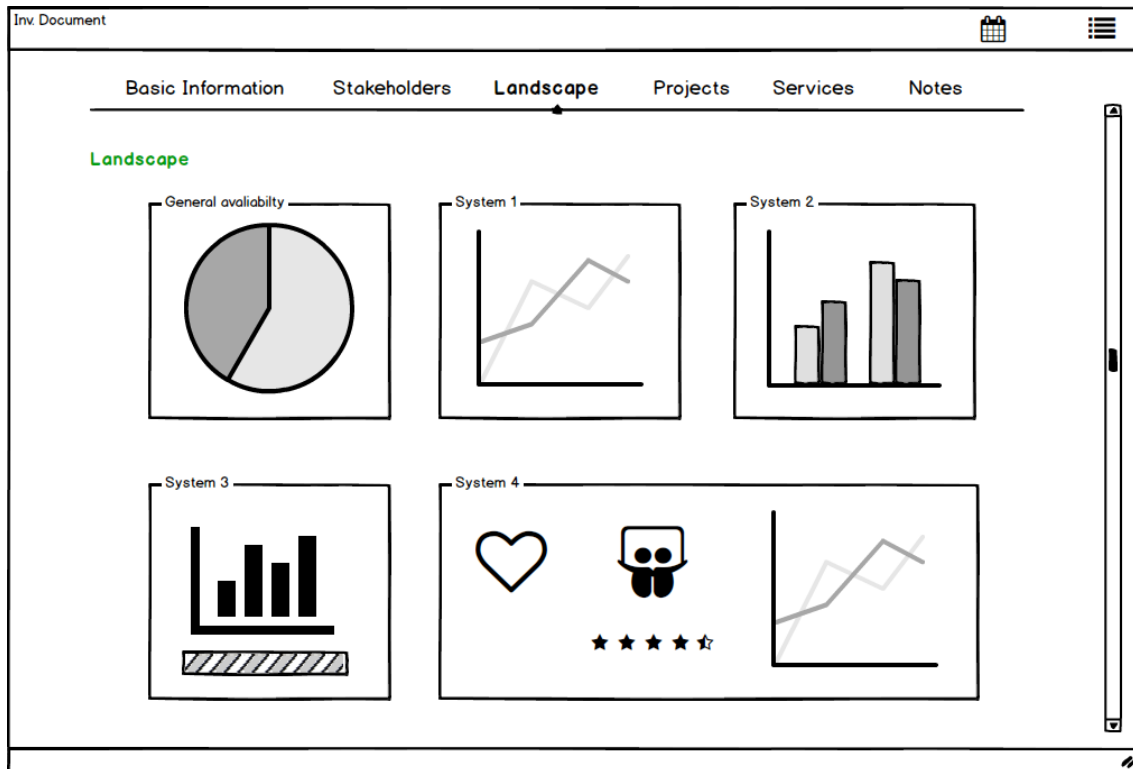 Inv. Document
Basic Information Stakeholders Landscape Projects Services Notes
Landscape
General avaliabilty System 1 System 2
System 3 System 4